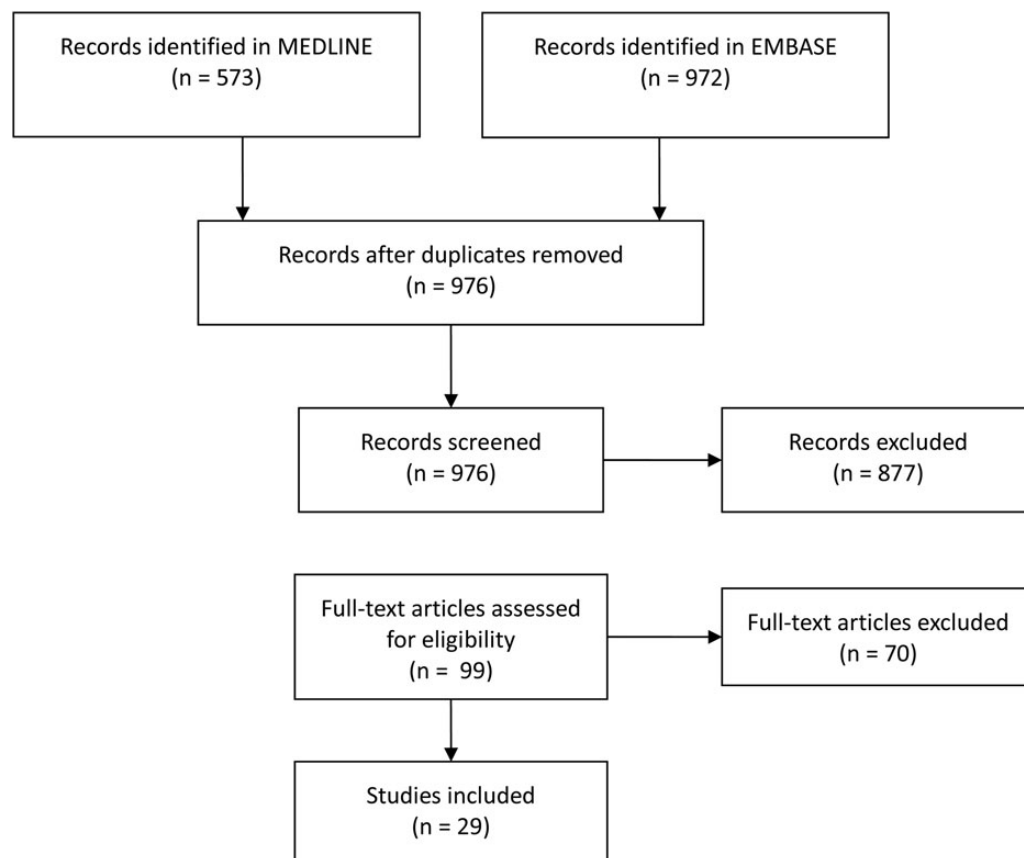 Records identified in MEDLINE
(n = 573)
Records identified in EMBASE
(n = 972)
Records after duplicates removed
(n = 976)
Records screened
(n = 976)
Records excluded
(n = 877)
Full-text articles assessed
for eligibility
(n =  99)
Full-text articles excluded
(n = 70)
Studies included
(n = 29)